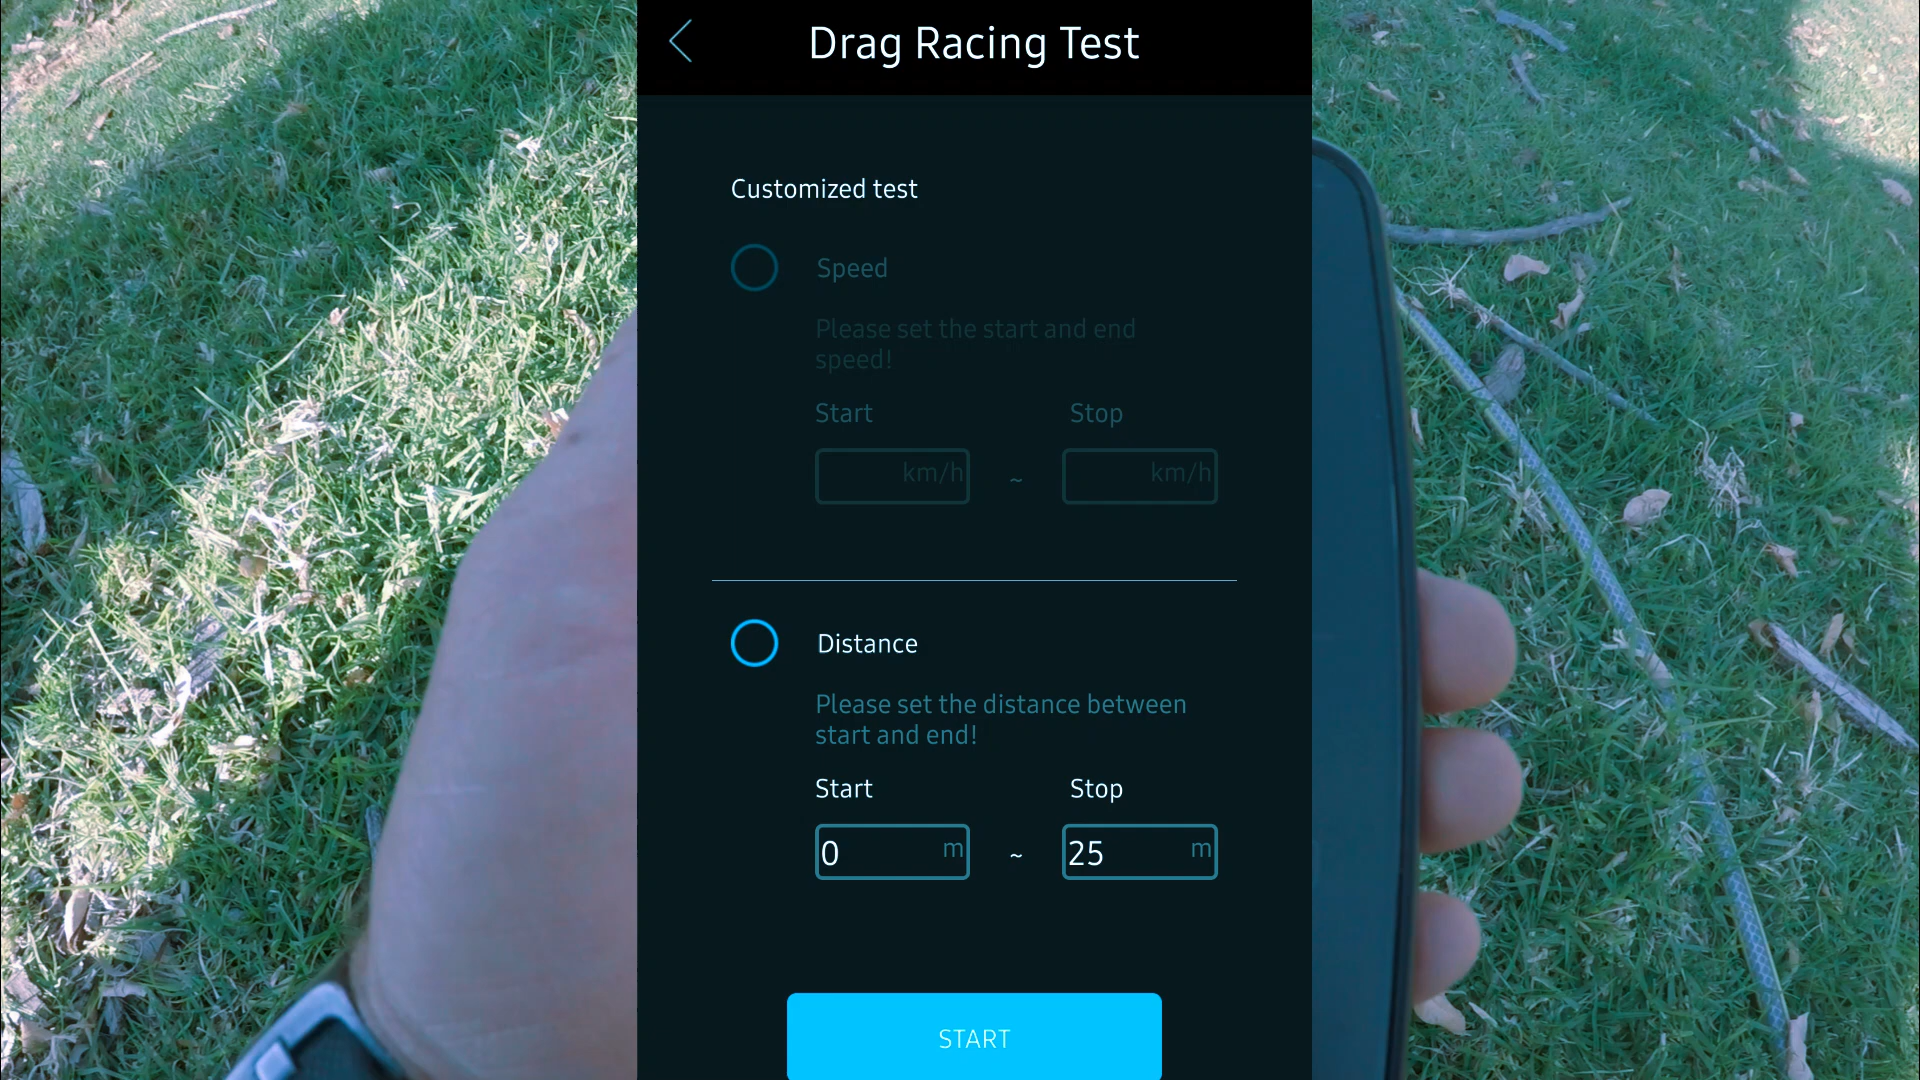 Drag Racing Test
Customized test
Speed
Please set the start and end
speed!
Start Stop
km/h ~ km/h
Distance
Please set the distance between
start and end!
Start Stop
0 m ~ 25 m
START